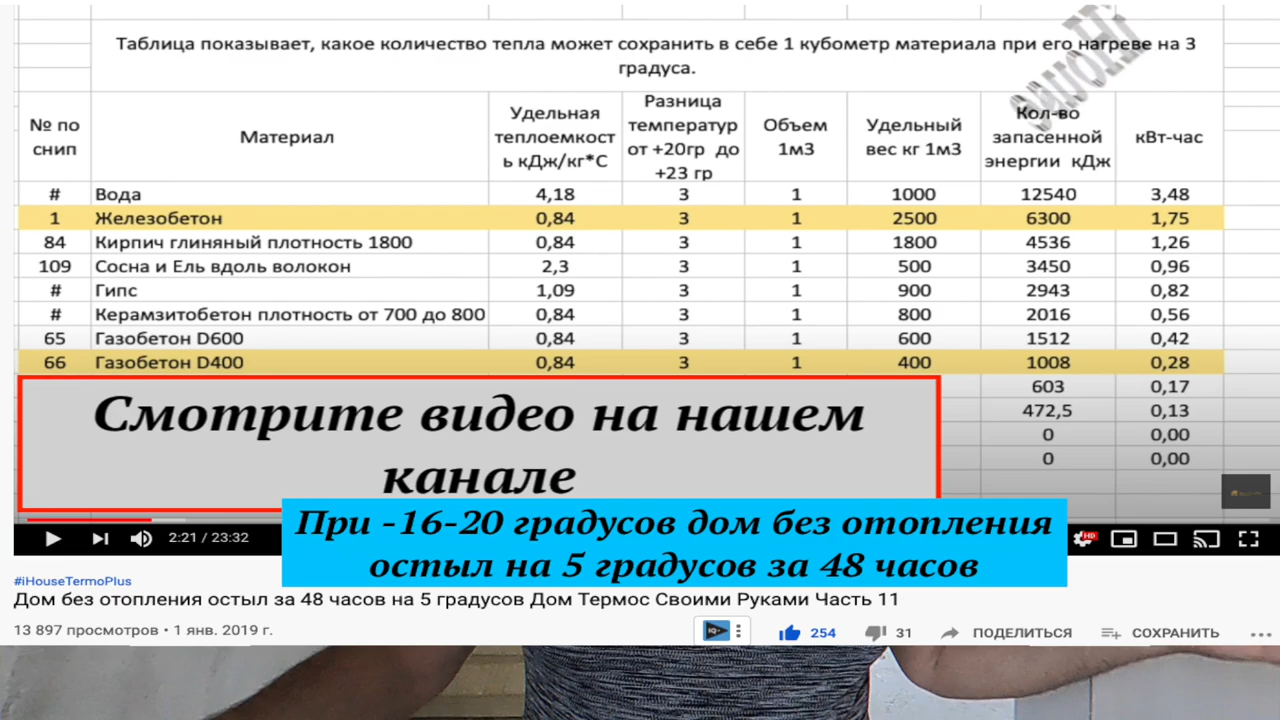 Таблица показывает, какое количество тепла может сохранить в себе 1 кубометр материала при его нагреве на 3
градуса.
№ по снип Материал Удельная теплоемкость кДж/кг*С Разница температур от +20гр до +23 гр Объем 1м3 Удельный вес кг 1м3 Кол-во запасенной энергии кДж кВт-час
# Вода 4,18 3 1 1000 12540 3,48
1 Железобетон 0,84 3 1 2500 6300 1,75
84 Кирпич глиняный плотность 1800 0,84 3 1 1800 4536 1,26
109 Сосна и Ель вдоль волокон 2,3 3 1 500 3450 0,96
# Гипс 1,09 3 1 900 2943 0,82
# Керамзитобетон плотность от 700 до 800 0,84 3 1 800 2016 0,56
65 Газобетон D600 0,84 3 1 600 1512 0,42
66 Газобетон D400 0,84 3 1 400 1008 0,28
603 0,17
472,5 0,13
0 0,00
0 0,00
Смотрите видео на нашем
канале
При -16-20 градусов дом без отопления
остыл на 5 градусов за 48 часов
2:21 / 23:32
HD
#iHouseTermoPlus
Дом без отопления остыл за 48 часов на 5 градусов Дом Термос Своими Руками Часть 11
13 897 просмотров • 1 янв. 2019 г.
254 31 ПОДЕЛИТЬСЯ СОХРАНИТЬ